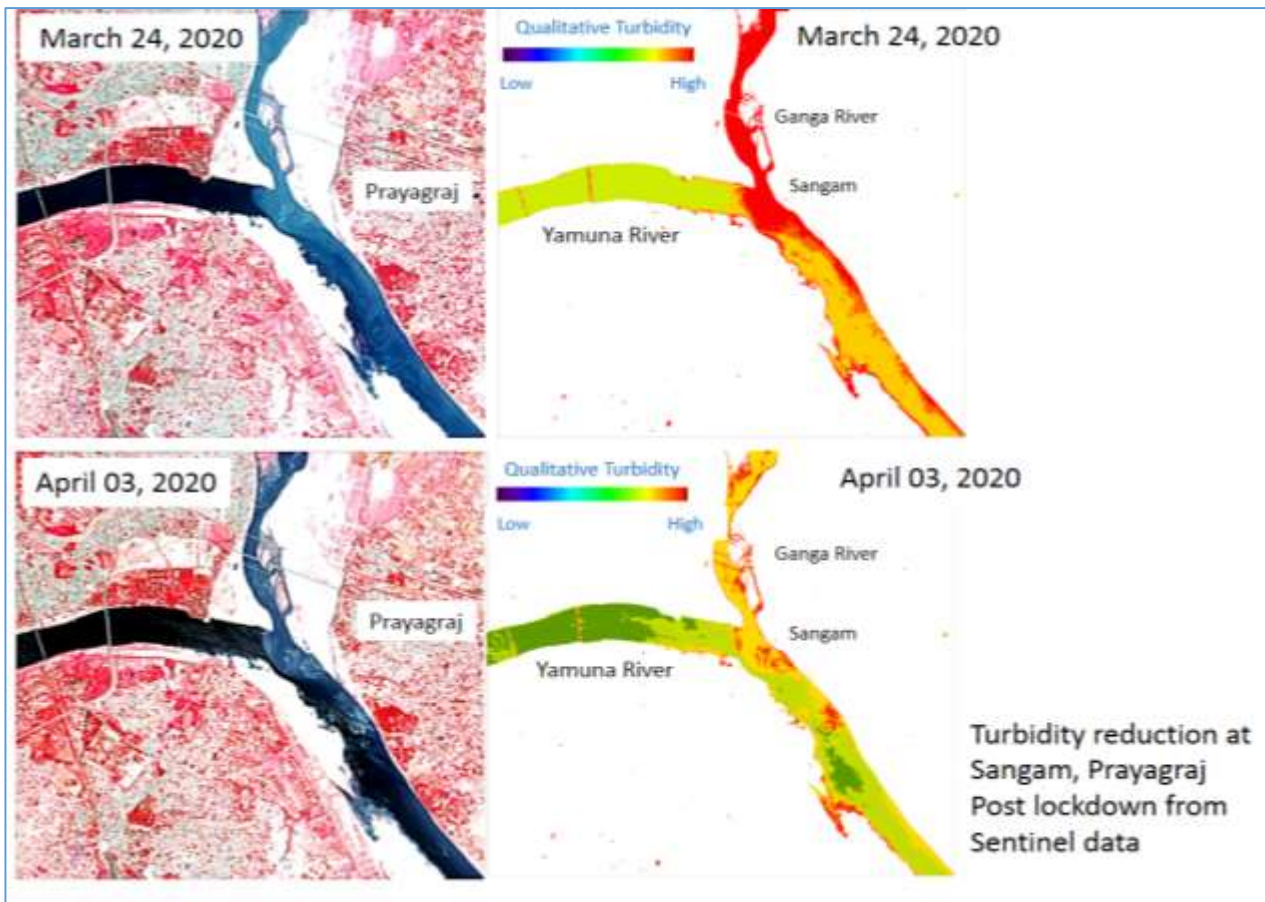 March 24, 2020
Prayagraj
Qualitative Turbidity
Low High
March 24, 2020
Ganga River
Sangam
Yamuna River
April 03, 2020
Prayagraj
Qualitative Turbidity
Low High
April 03, 2020
Ganga River
Sangam
Yamuna River
Turbidity reduction at
Sangam, Prayagraj
Post lockdown from
Sentinel data